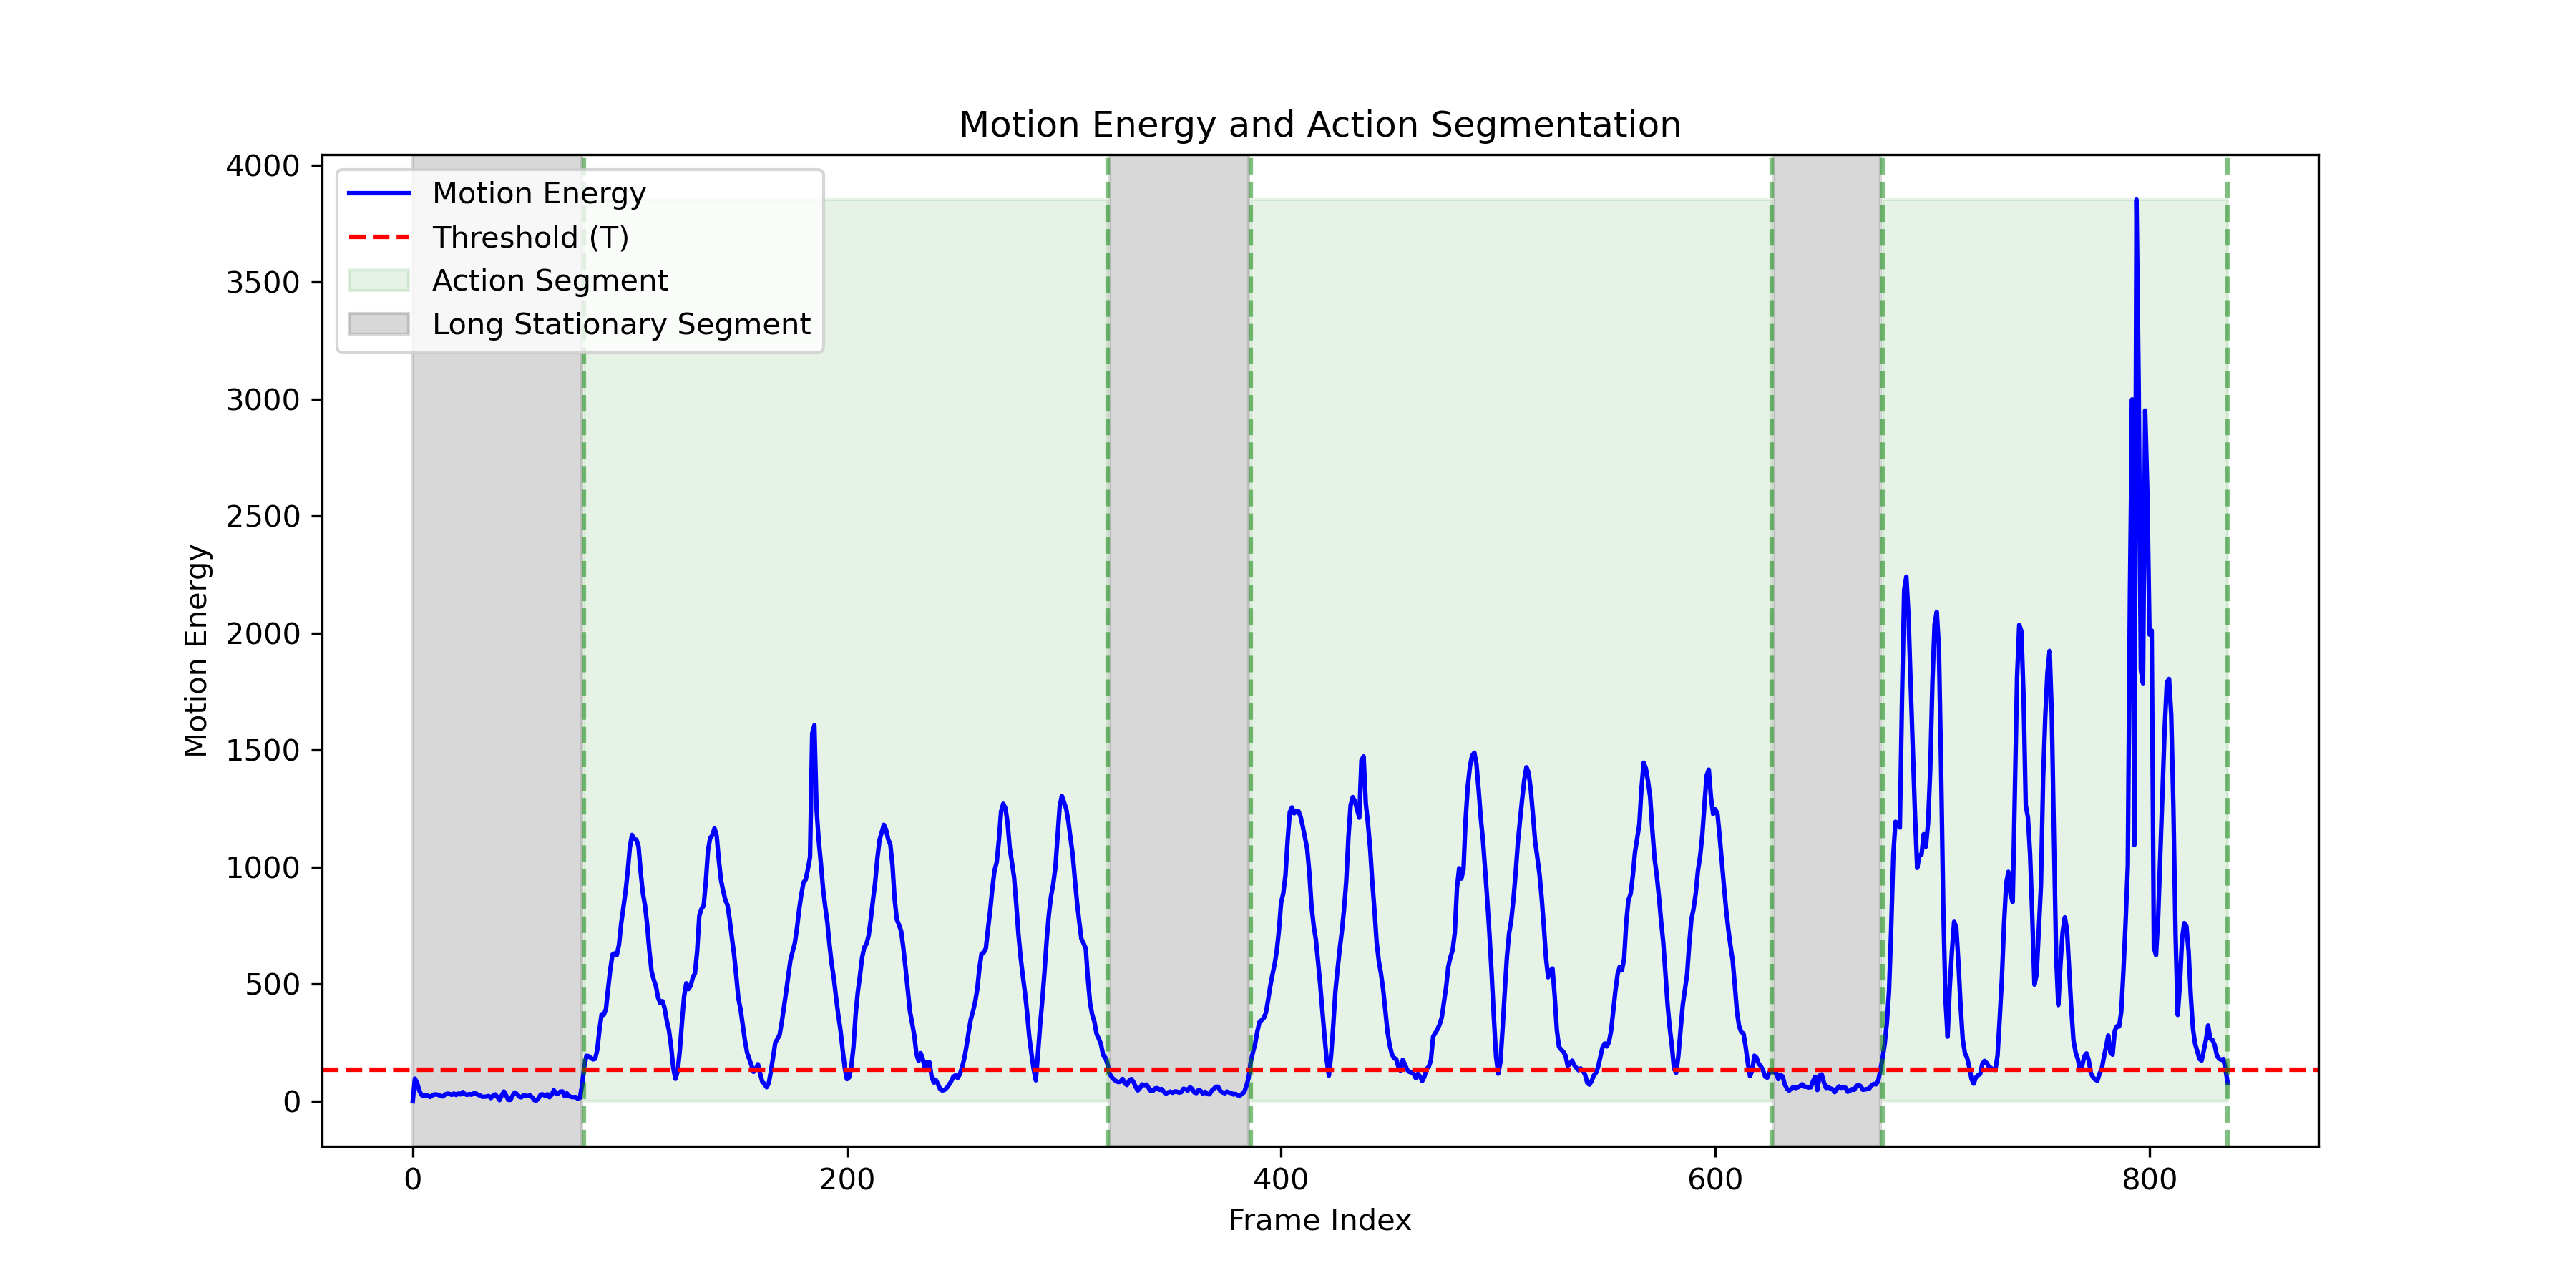 Motion Energy and Action Segmentation
4000
3500
3000
2500
2000
1500
1000
500
0
Motion Energy
Motion Energy
Threshold (T)
Action Segment
Long Stationary Segment
0 200 400 600 800
Frame Index